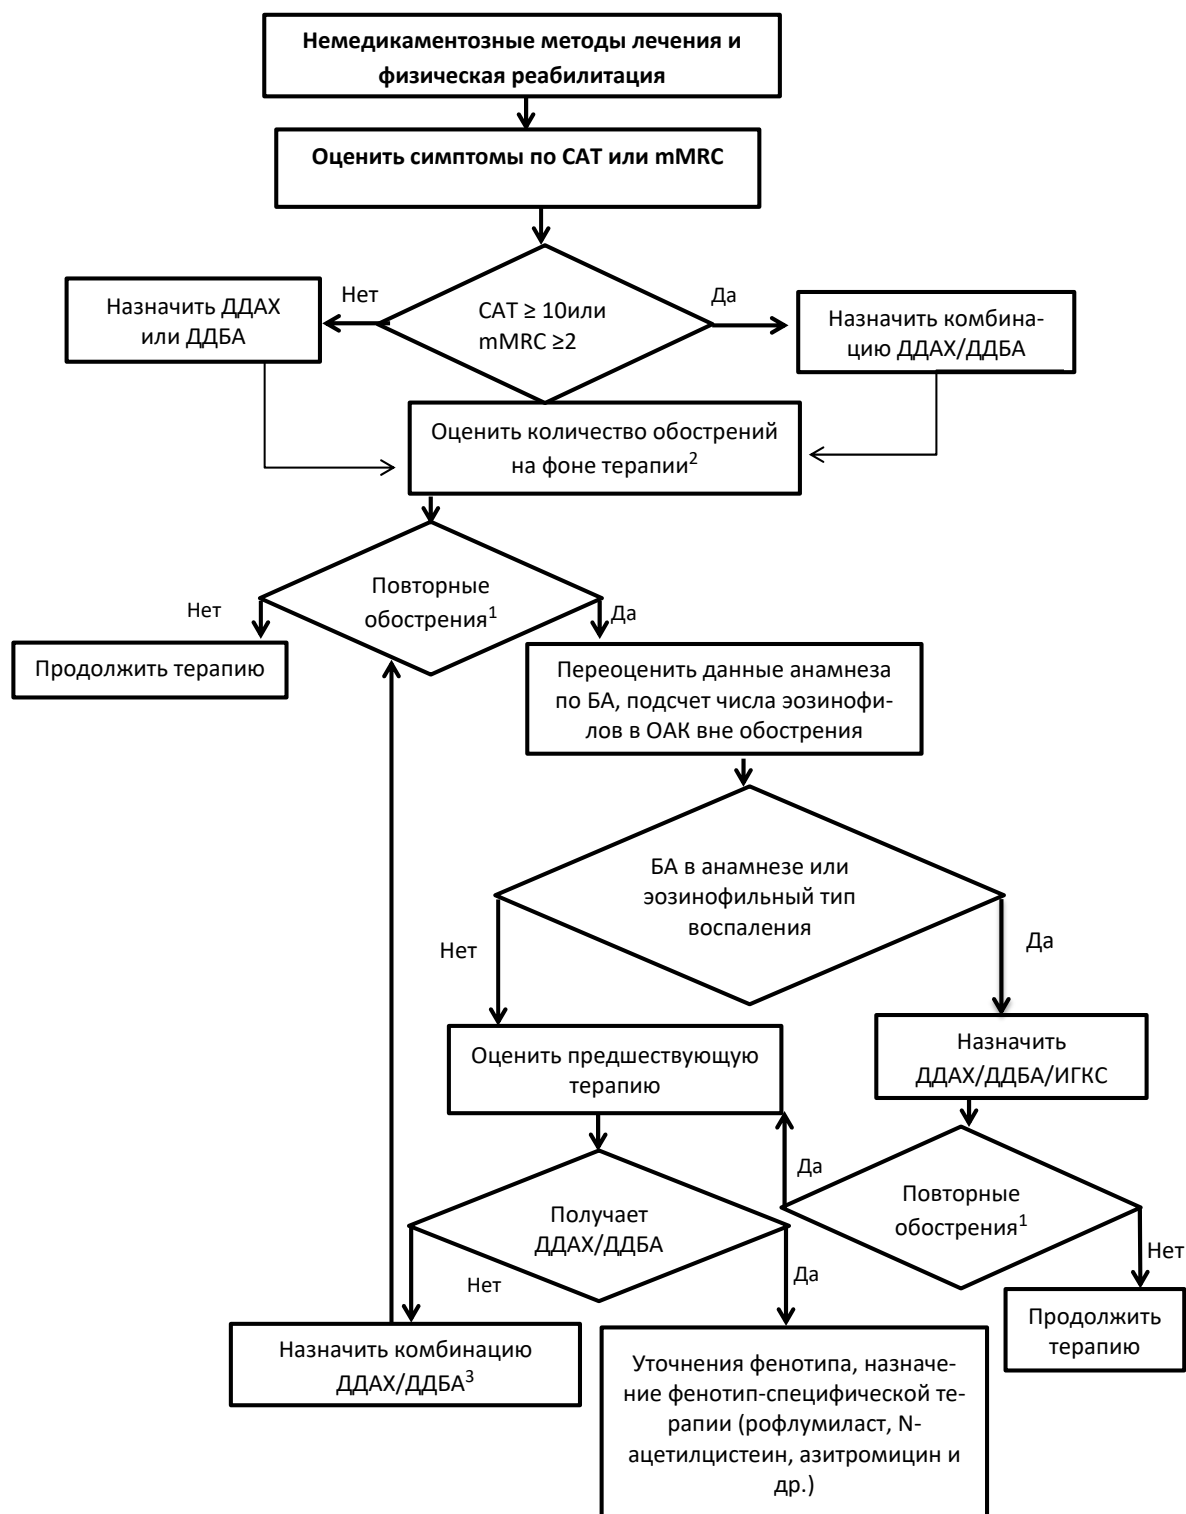 Немедикаментозные методы лечения и
физическая реабилитация
Оценить симптомы по CAT или mMRC
Назначить ДДАХ
или ДДБА
Нет
CAT ≥ 10или
mMRC ≥2
Да
Назначить комбина-
цию ДДАХ/ДДБА
Оценить количество обострений
на фоне терапии2
Повторные
обострения1
Нет
Да
Продолжить терапию
Переоценить данные анамнеза
по БА, подсчет числа эозинофи-
лов в ОАК вне обострения
БА в анамнезе или
эозинофильный тип
воспаления
Нет
Да
Оценить предшествующую
терапию
Назначить
ДДАХ/ДДБА/ИГКС
Да
Повторные
обострения1
Нет
Получает
ДДАХ/ДДБА
Нет
Да
Продолжить
терапию
Назначить комбинацию
ДДАХ/ДДБА3
Уточнения фенотипа, назначе-
ние фенотип-специфической те-
рапии (рофлумиласт, N-
ацетилцистеин, азитромицин и
др.)